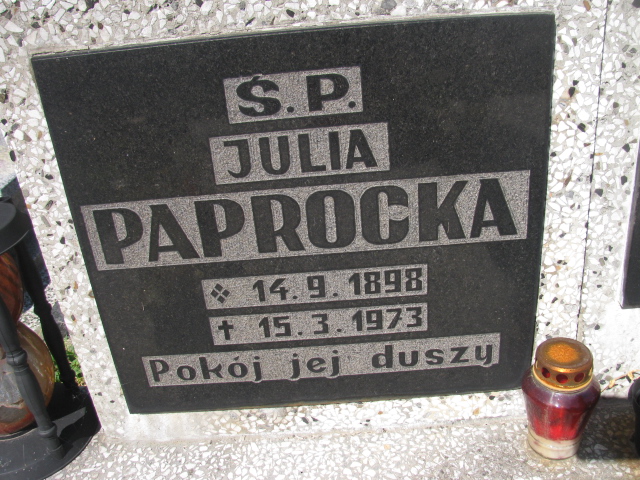 Ś.P.
JULIA
PAPROCKA
❖ 14.9.1898
✝ 15.3.1973
Pokój jej duszy